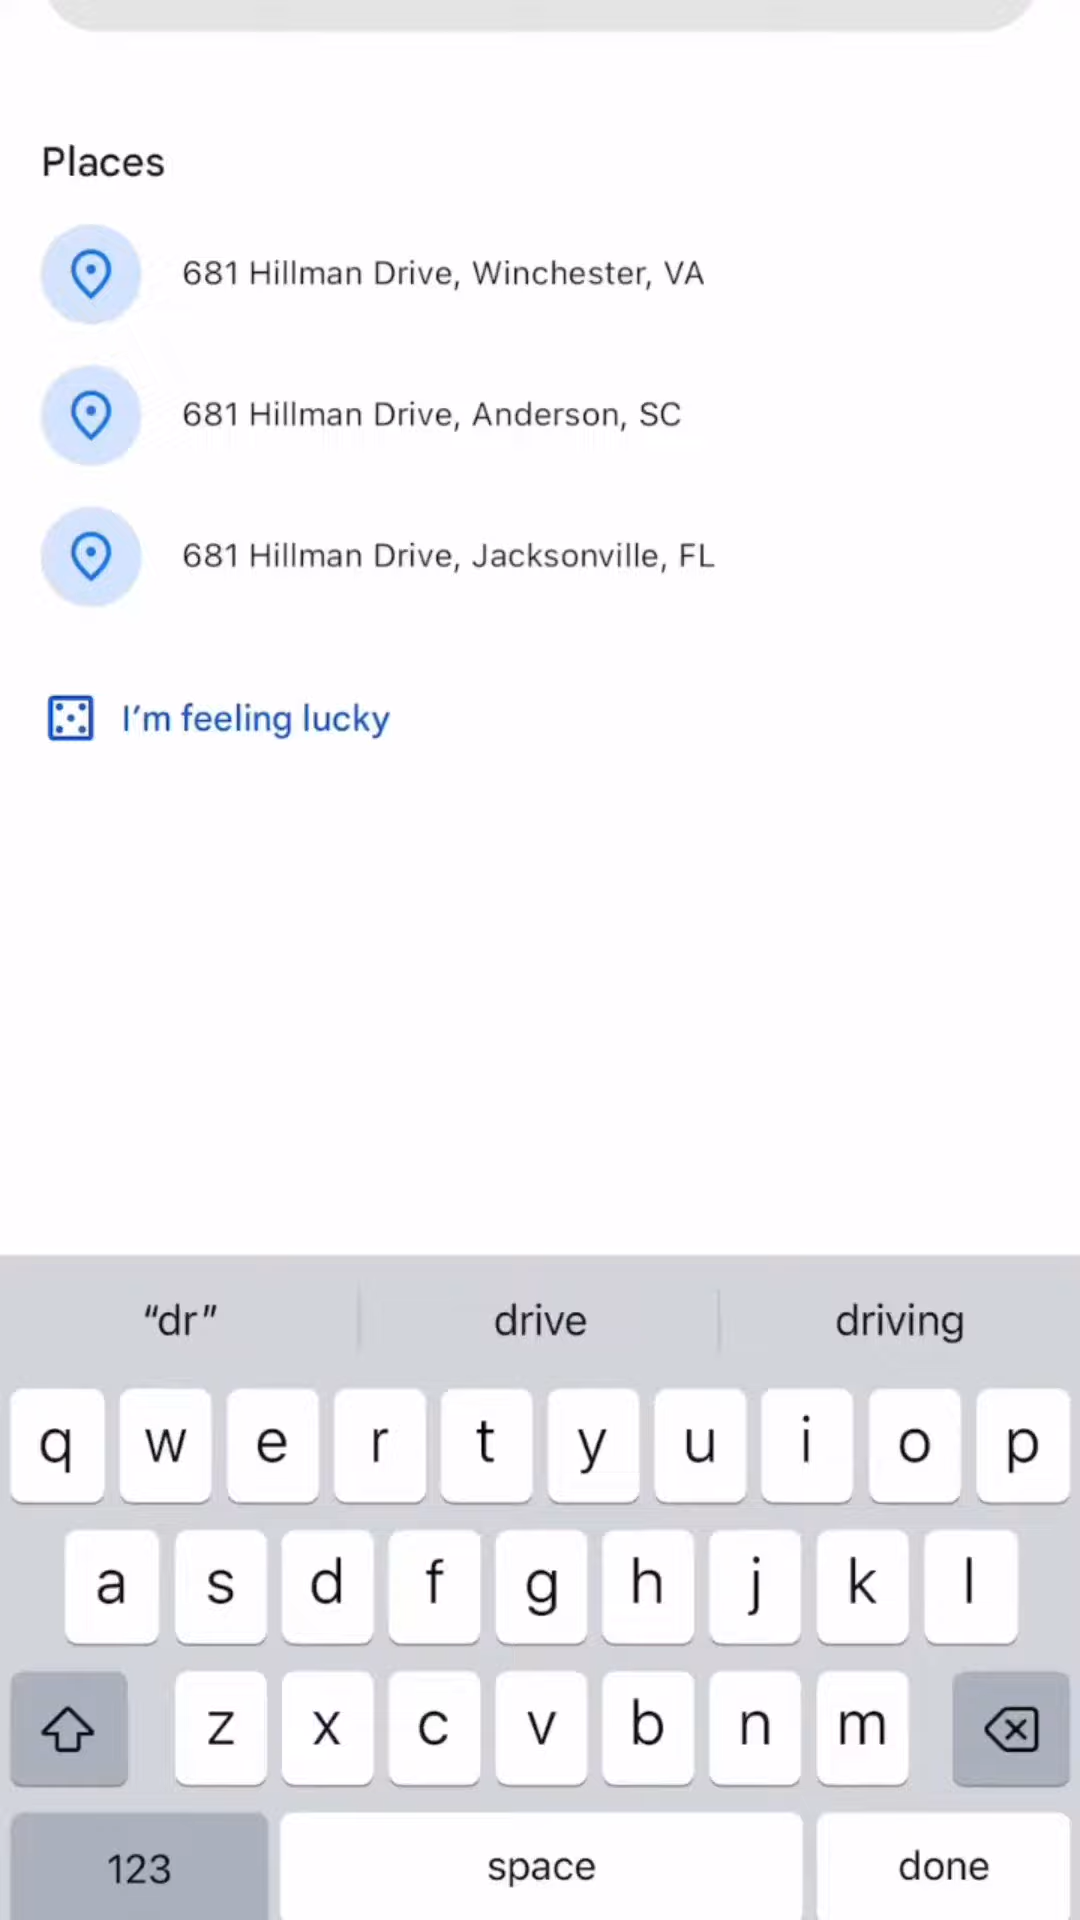 Places
681 Hillman Drive, Winchester, VA
681 Hillman Drive, Anderson, SC
681 Hillman Drive, Jacksonville, FL
I’m feeling lucky
“dr” drive driving
q w e r t y u i o p
a s d f g h j k l
z x c v b n m
123 space done